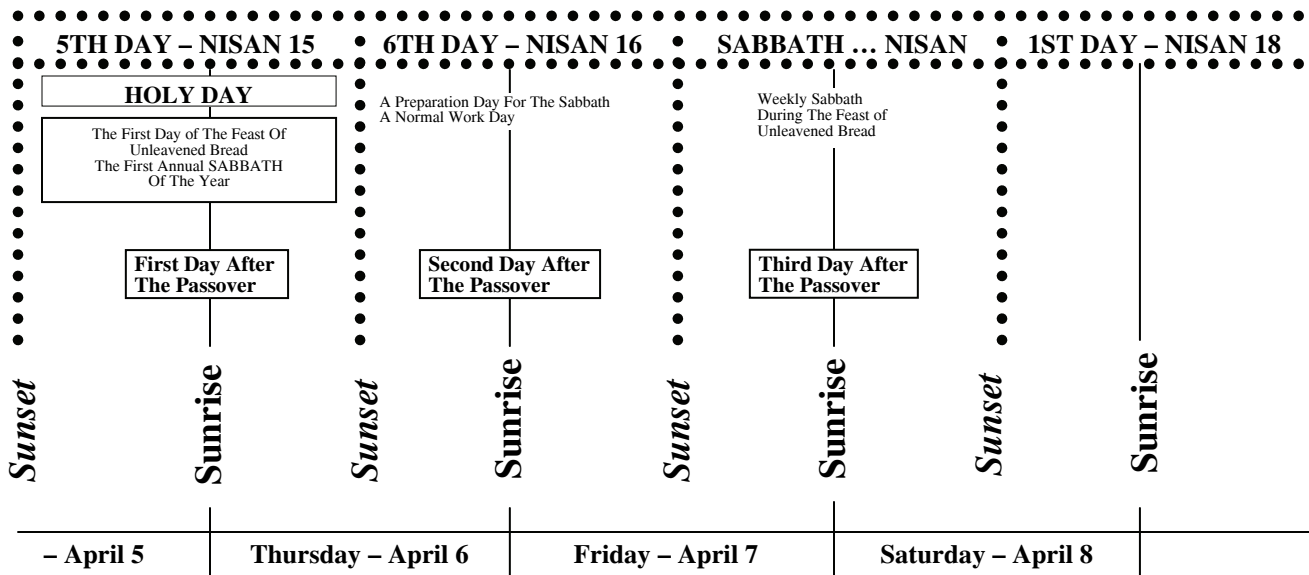 5TH DAY – NISAN 15
6TH DAY – NISAN 16
SABBATH … NISAN
1ST DAY – NISAN 18
HOLY DAY
The First Day of The Feast Of
Unleavened Bread
The First Annual SABBATH
Of The Year
A Preparation Day For The Sabbath
A Normal Work Day
Weekly Sabbath
During The Feast of
Unleavened Bread
First Day After
The Passover
Second Day After
The Passover
Third Day After
The Passover
Sunset
Sunrise
Sunset
Sunrise
Sunset
Sunrise
Sunset
Sunrise
– April 5
Thursday – April 6
Friday – April 7
Saturday – April 8